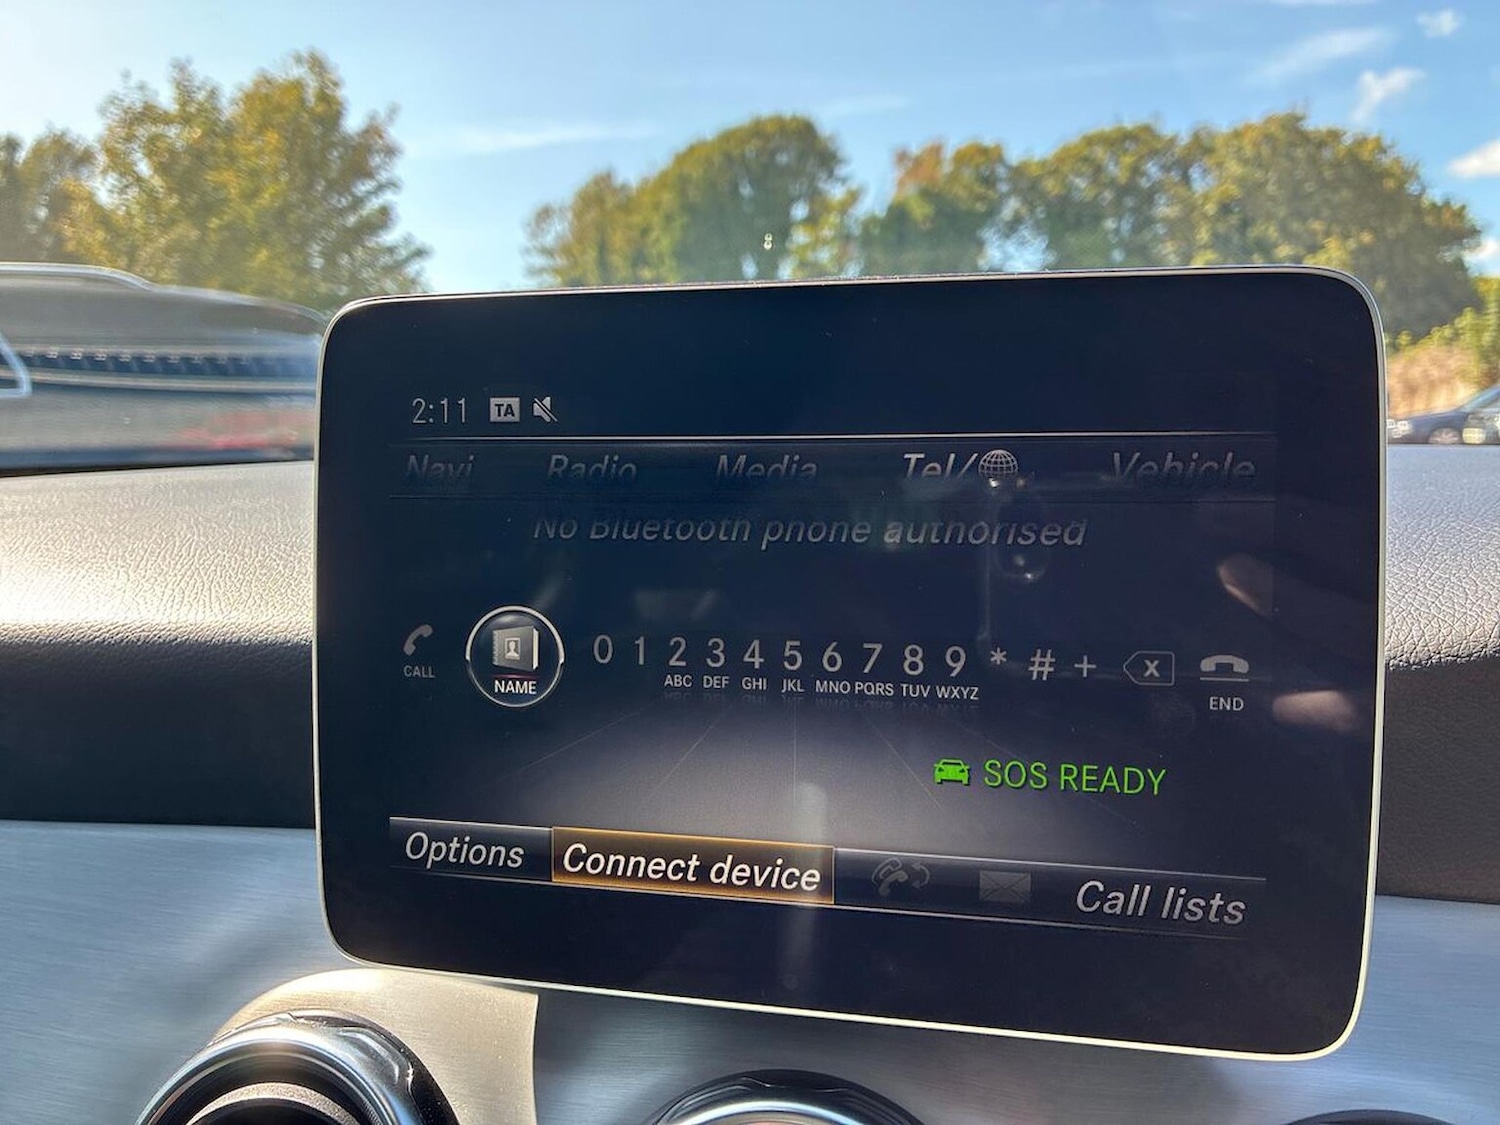 2:11 TA
Navi Radio Media Tel/ Vehicle
No Bluetooth phone authorised
CALL NAME 0 1 2 3 4 5 6 7 8 9 * # + X END
ABC DEF GHI JKL MNO PQRS TUV WXYZ
SOS READY
Options Connect device Call lists